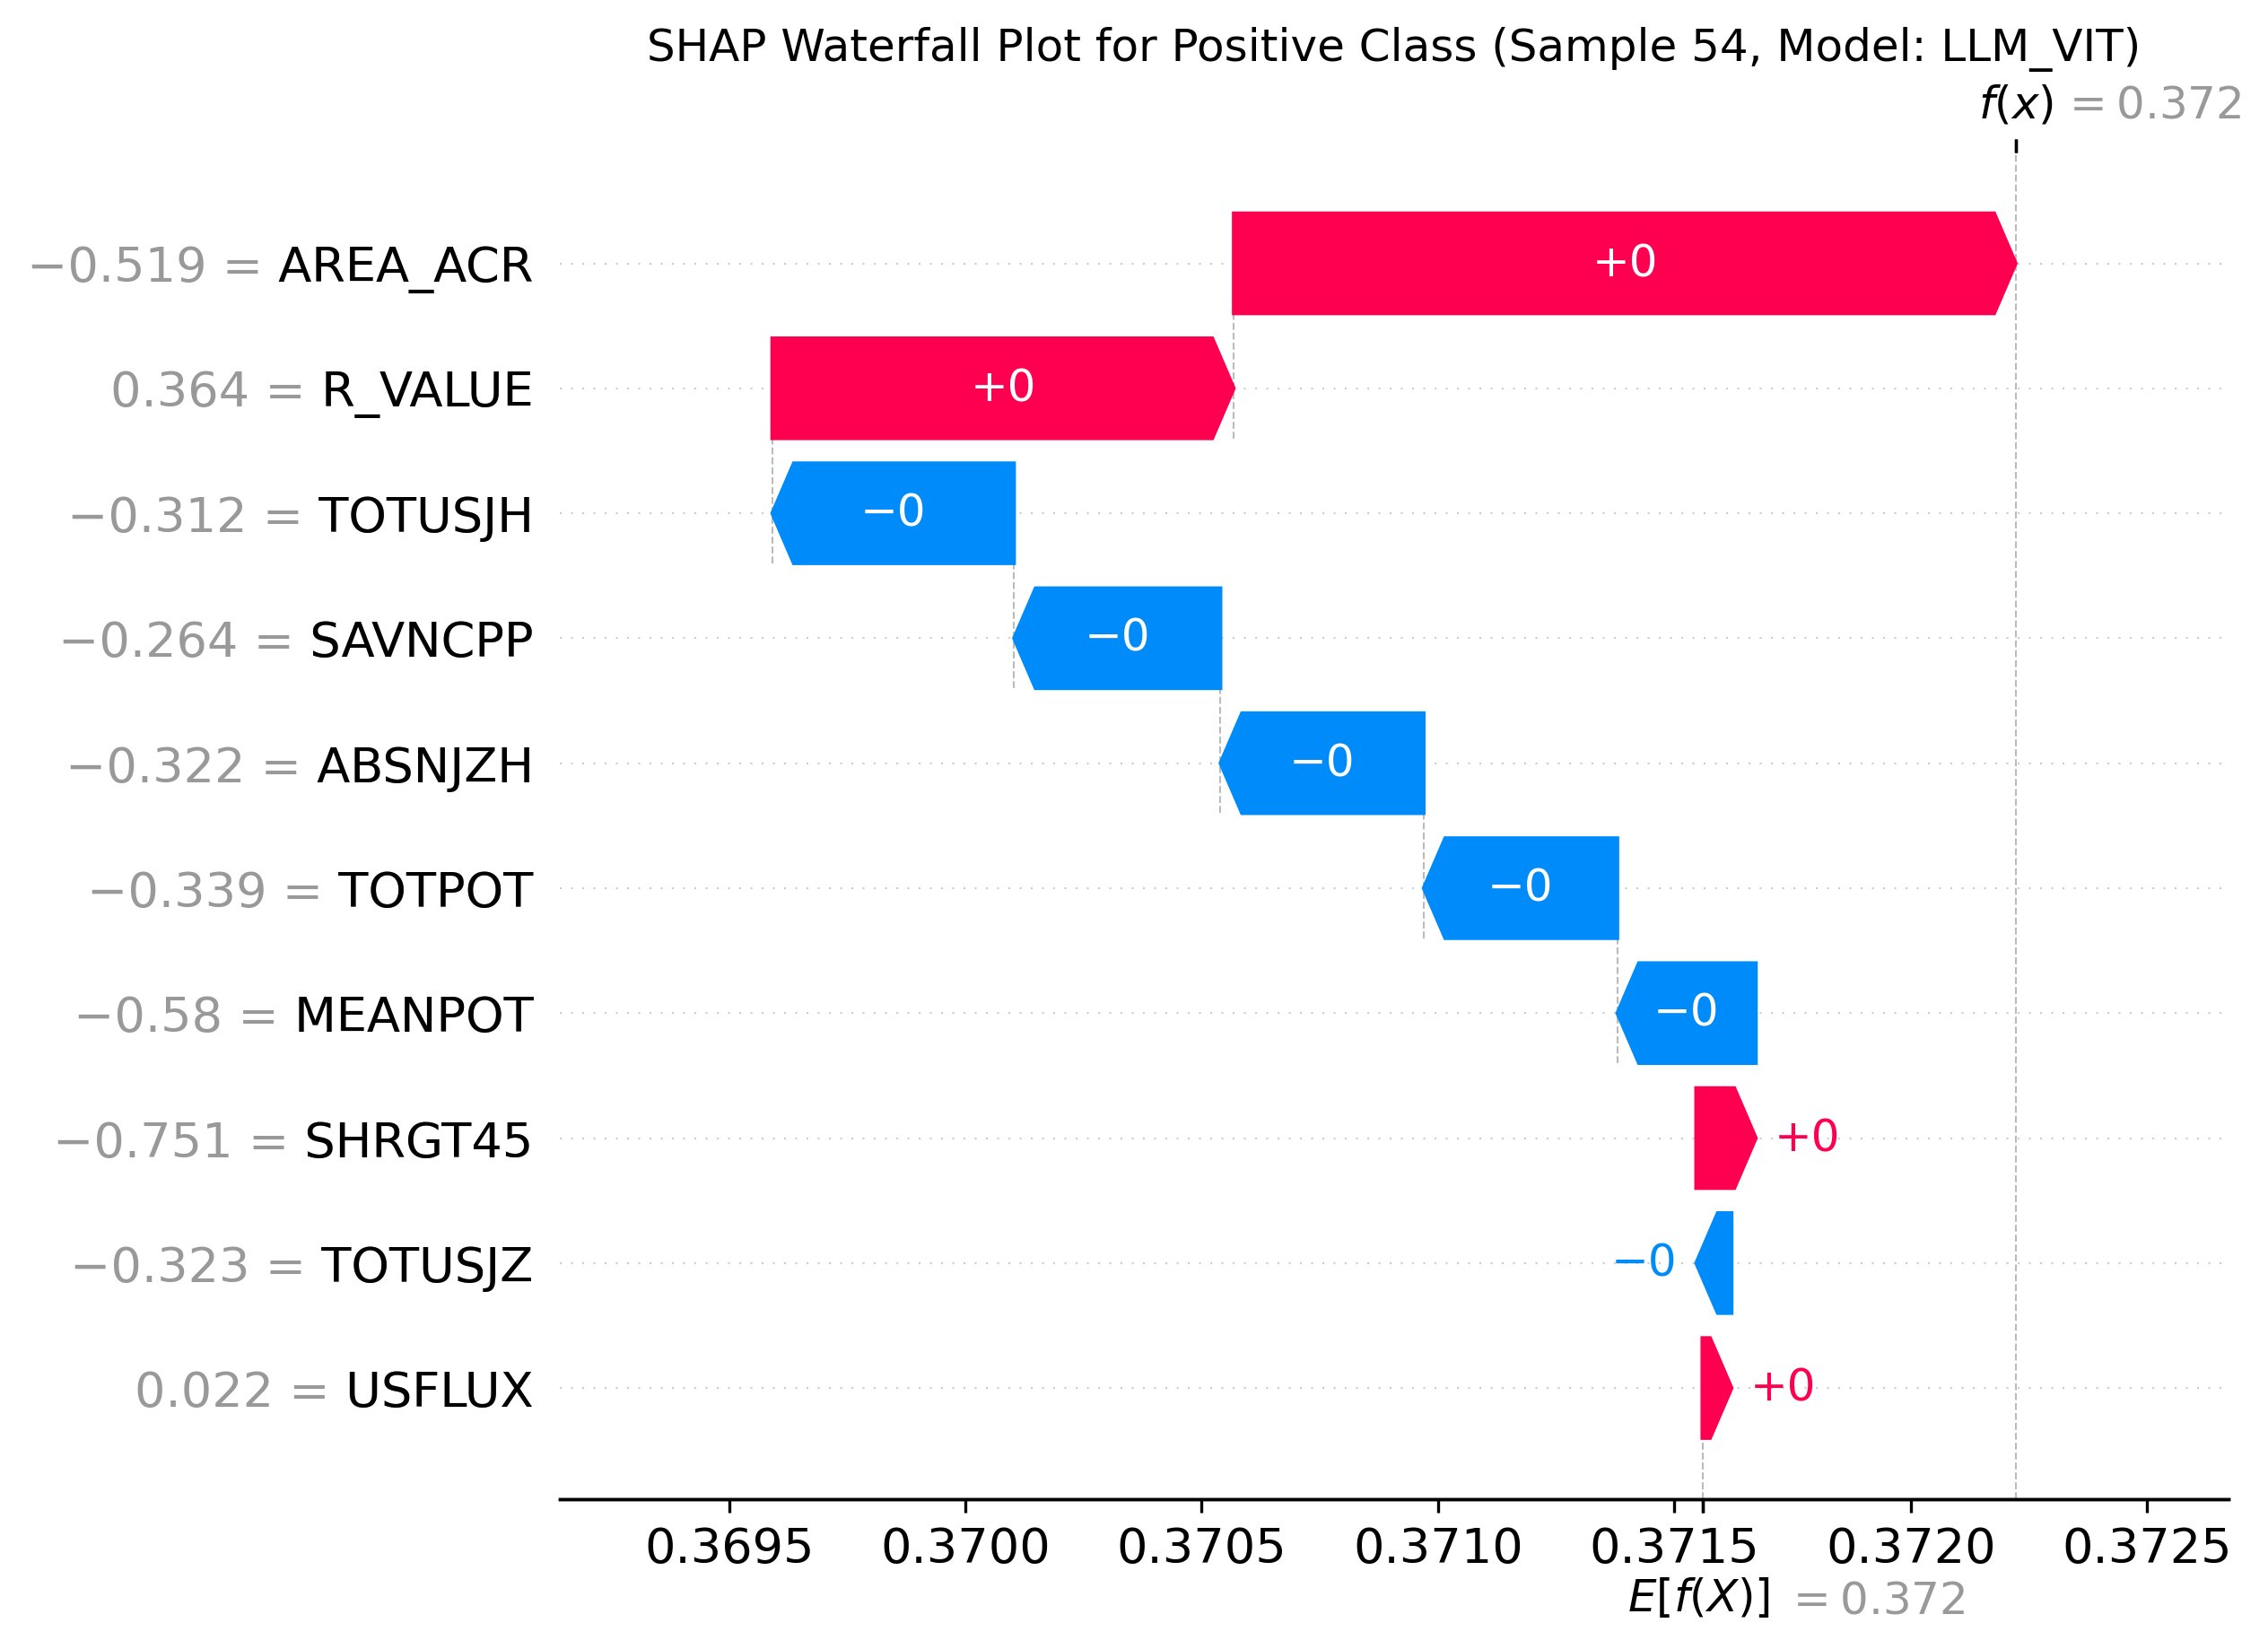 SHAP Waterfall Plot for Positive Class (Sample 54, Model: LLM_VIT)
f(x) = 0.372
−0.519 = AREA_ACR +0
0.364 = R_VALUE +0
−0.312 = TOTUSJH −0
−0.264 = SAVNCPP −0
−0.322 = ABSNJZH −0
−0.339 = TOTPOT −0
−0.58 = MEANPOT −0
−0.751 = SHRGT45 +0
−0.323 = TOTUSJZ −0
0.022 = USFLUX +0
0.3695 0.3700 0.3705 0.3710 0.3715 0.3720 0.3725
E[f(X)] = 0.372